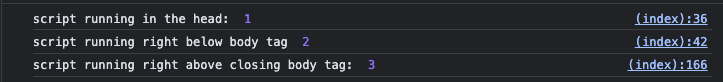 script running in the head:  1 (index):36
script running right below body tag  2 (index):42
script running right above closing body tag:  3 (index):166